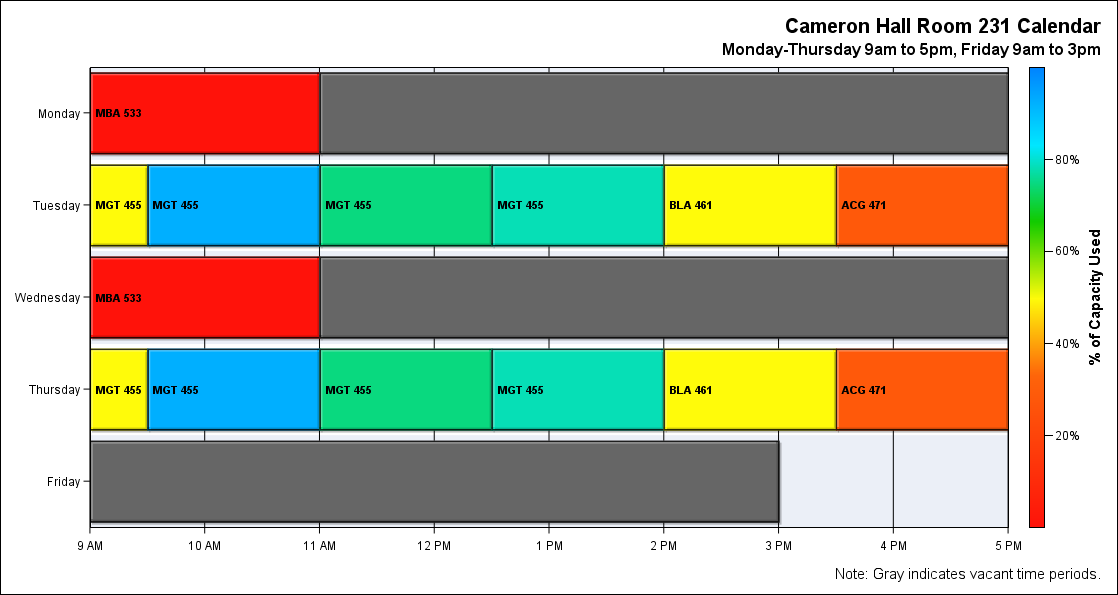 Cameron Hall Room 231 Calendar
Monday-Thursday 9am to 5pm, Friday 9am to 3pm
Monday
MBA 533
Tuesday
MGT 455 MGT 455 MGT 455 MGT 455 BLA 461 ACG 471
Wednesday
MBA 533
Thursday
MGT 455 MGT 455 MGT 455 MGT 455 BLA 461 ACG 471
Friday
9 AM 10 AM 11 AM 12 PM 1 PM 2 PM 3 PM 4 PM 5 PM
80%
60%
40%
20%
% of Capacity Used
Note: Gray indicates vacant time periods.